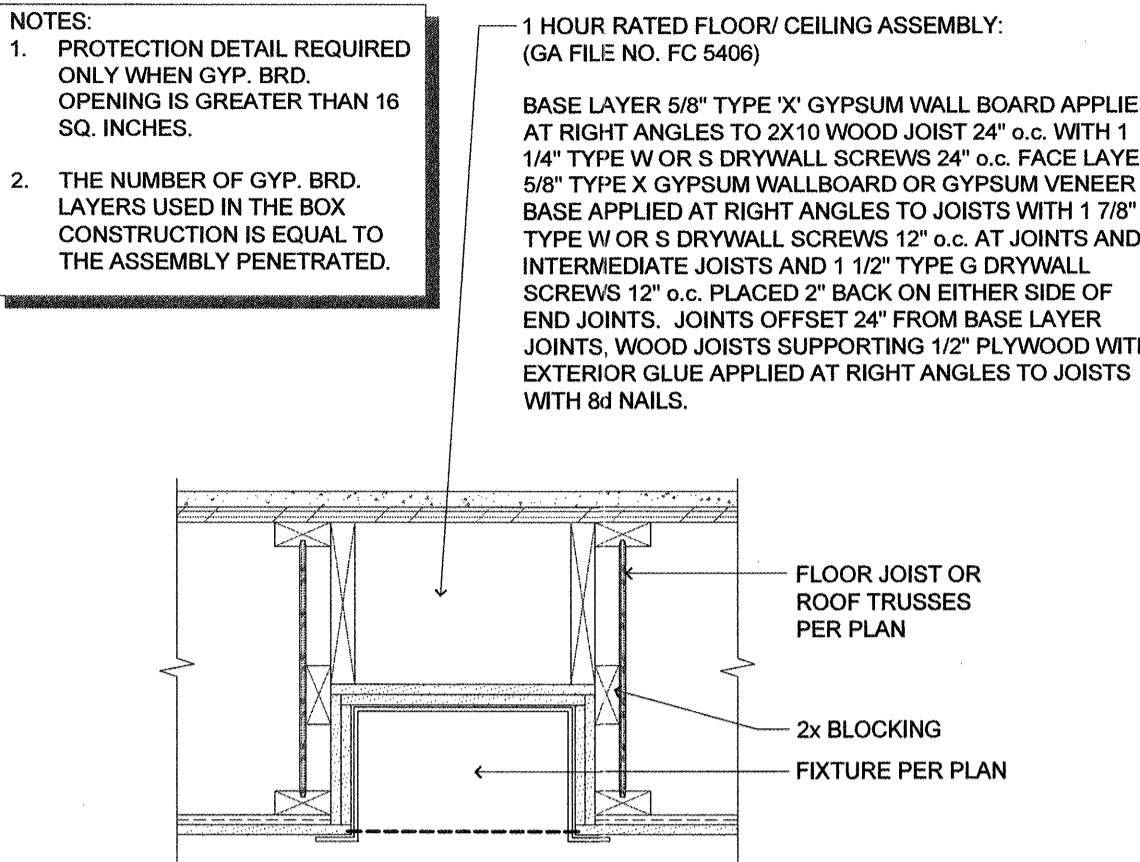 NOTES:
1. PROTECTION DETAIL REQUIRED
ONLY WHEN GYP. BRD.
OPENING IS GREATER THAN 16
SQ. INCHES.
2. THE NUMBER OF GYP. BRD.
LAYERS USED IN THE BOX
CONSTRUCTION IS EQUAL TO
THE ASSEMBLY PENETRATED.
1 HOUR RATED FLOOR/ CEILING ASSEMBLY:
(GA FILE NO. FC 5406)
BASE LAYER 5/8" TYPE 'X' GYPSUM WALL BOARD APPLIE
AT RIGHT ANGLES TO 2X10 WOOD JOIST 24" o.c. WITH 1
1/4" TYPE W OR S DRYWALL SCREWS 24" o.c. FACE LAYE
5/8" TYPE X GYPSUM WALLBOARD OR GYPSUM VENEER
BASE APPLIED AT RIGHT ANGLES TO JOISTS WITH 1 7/8"
TYPE W OR S DRYWALL SCREWS 12" o.c. AT JOINTS AND
INTERMEDIATE JOISTS AND 1 1/2" TYPE G DRYWALL
SCREWS 12" o.c. PLACED 2" BACK ON EITHER SIDE OF
END JOINTS. JOINTS OFFSET 24" FROM BASE LAYER
JOINTS, WOOD JOISTS SUPPORTING 1/2" PLYWOOD WITH
EXTERIOR GLUE APPLIED AT RIGHT ANGLES TO JOISTS
WITH 8d NAILS.
FLOOR JOIST OR
ROOF TRUSSES
PER PLAN
2x BLOCKING
FIXTURE PER PLAN